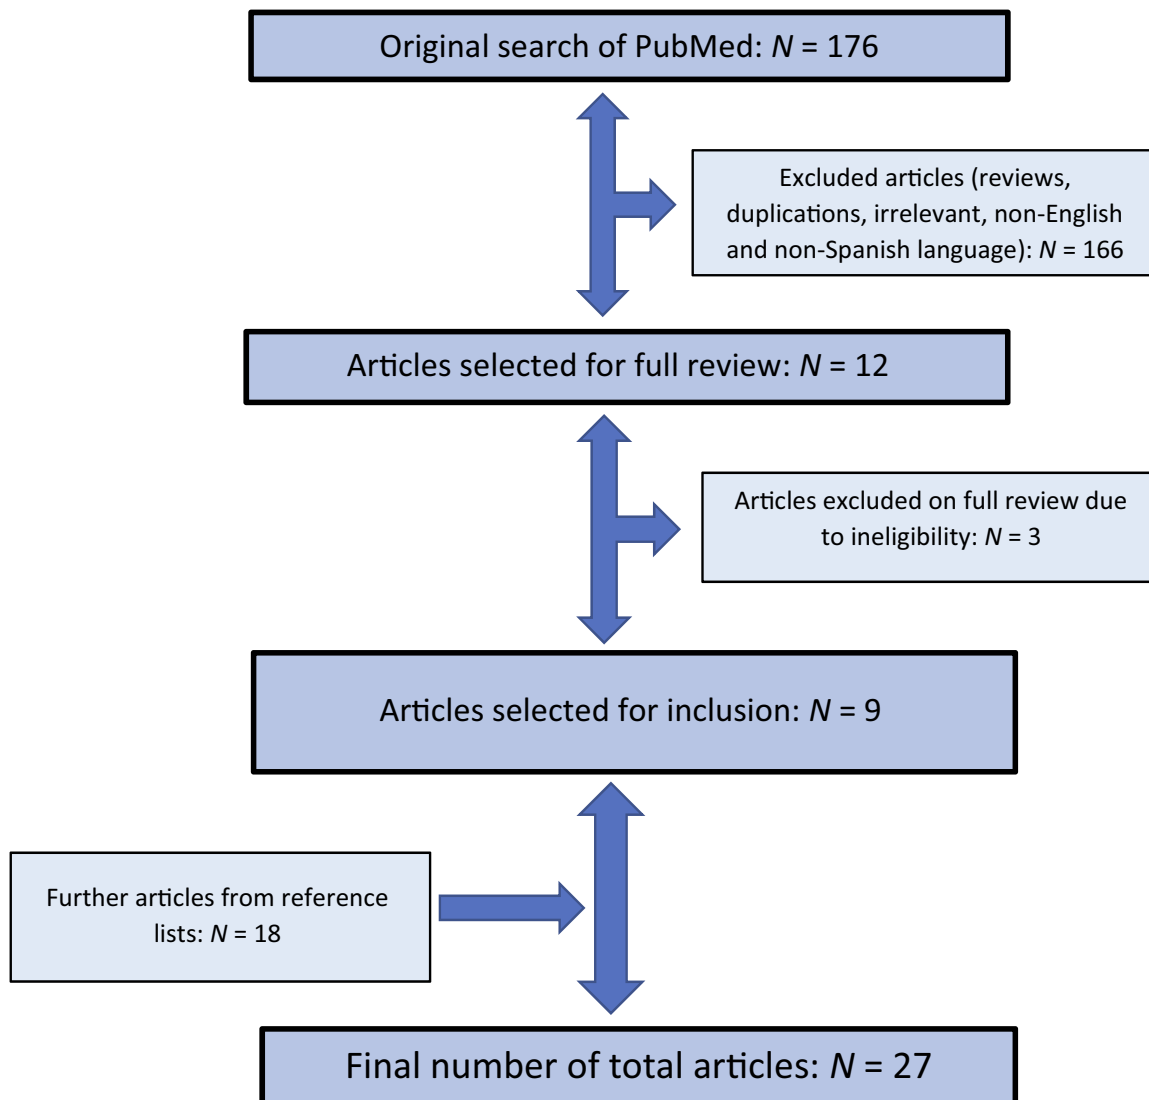 Original search of PubMed: N = 176
Excluded articles (reviews,
duplications, irrelevant, non-English
and non-Spanish language): N = 166
Articles selected for full review: N = 12
Articles excluded on full review due
to ineligibility: N = 3
Articles selected for inclusion: N = 9
Further articles from reference
lists: N = 18
Final number of total articles: N = 27